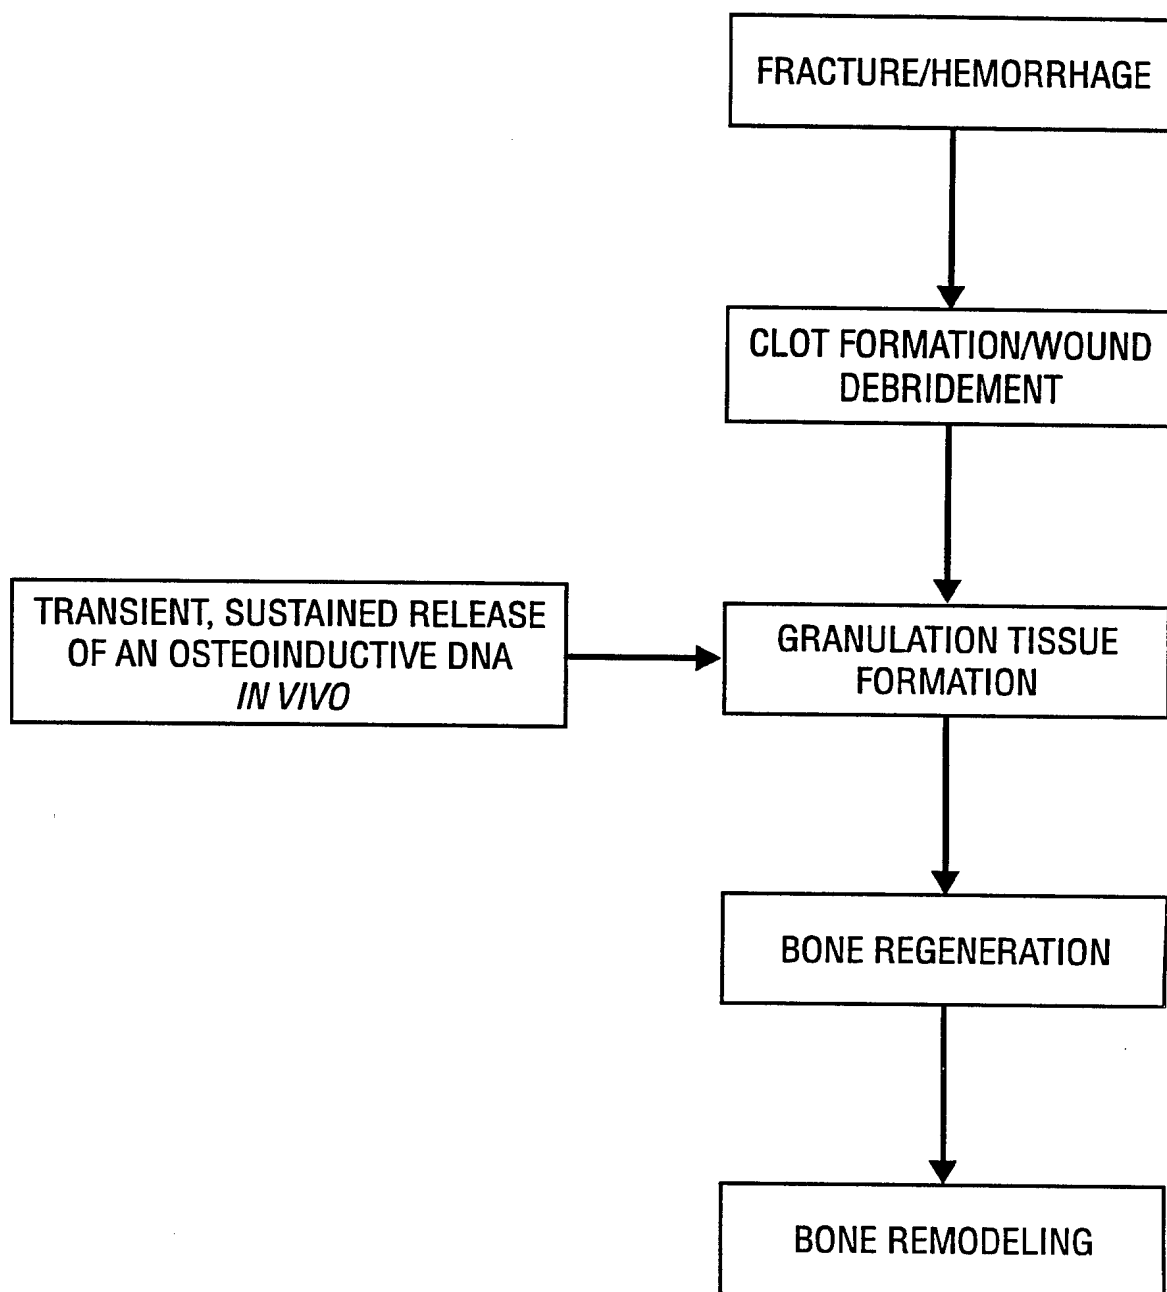 FRACTURE/HEMORRHAGE
CLOT FORMATION/WOUND
DEBRIDEMENT
TRANSIENT, SUSTAINED RELEASE
OF AN OSTEOINDUCTIVE DNA
IN VIVO
GRANULATION TISSUE
FORMATION
BONE REGENERATION
BONE REMODELING